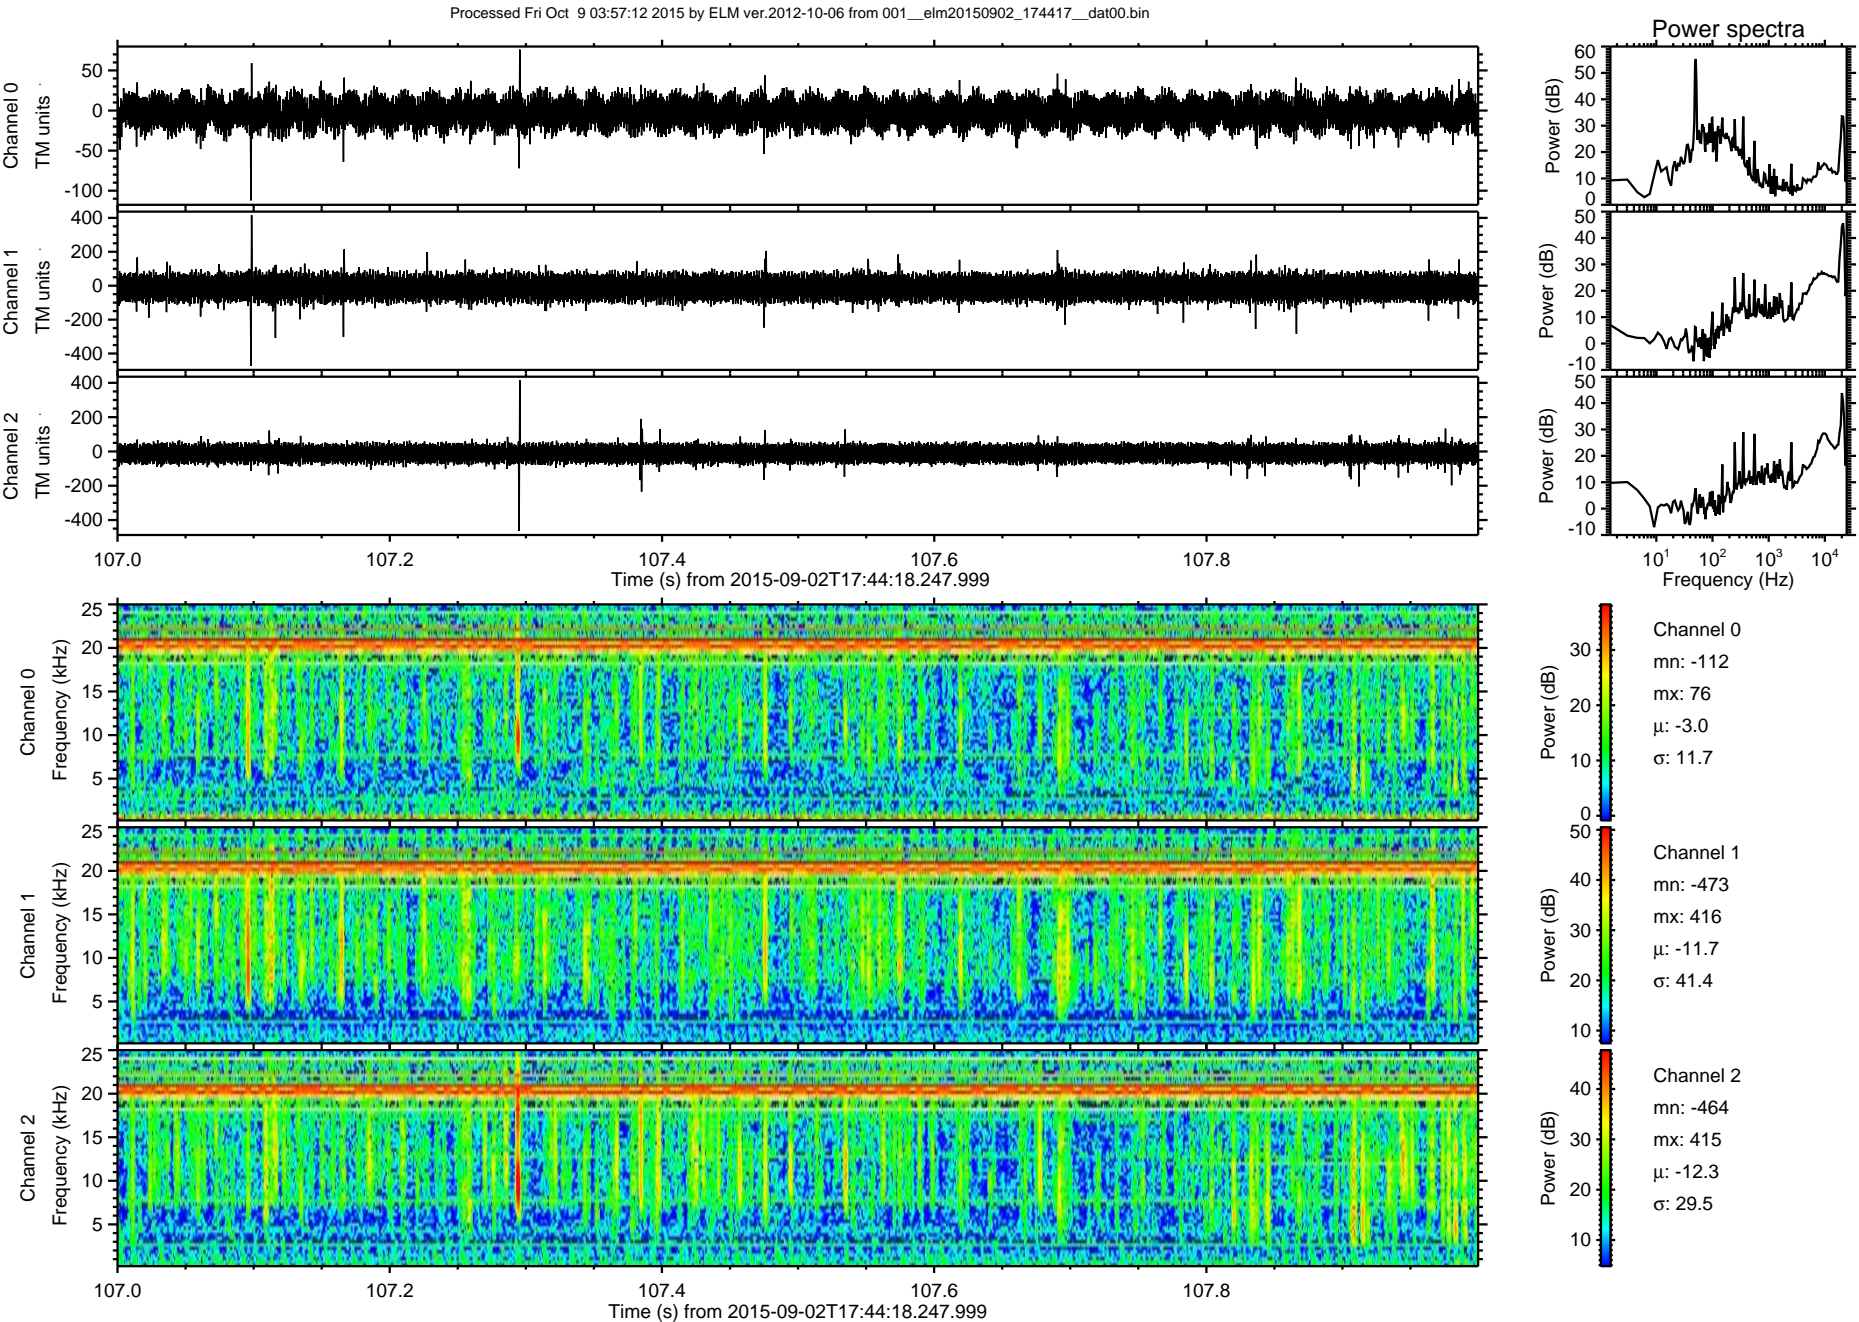 Processed Fri Oct  9 03:57:12 2015 by ELM ver.2012-10-06 from 001__elm20150902_174417__dat00.bin
Power spectra
Channel 0
TM units
50
0
-50
-100
Power (dB)
60
50
40
30
20
10
0
Channel 1
TM units
400
200
0
-200
-400
Power (dB)
50
40
30
20
10
0
-10
Channel 2
TM units
400
200
0
-200
-400
Power (dB)
50
40
30
20
10
0
-10
107.0 107.2 107.4 107.6 107.8
Time (s) from 2015-09-02T17:44:18.247.999
10¹ 10² 10³ 10⁴
Frequency (Hz)
Channel 0
Frequency (kHz)
25
20
15
10
5
Power (dB)
30
20
10
0
Channel 0
mn: -112
mx: 76
μ: -3.0
σ: 11.7
Channel 1
Frequency (kHz)
25
20
15
10
5
Power (dB)
50
40
30
20
10
Channel 1
mn: -473
mx: 416
μ: -11.7
σ: 41.4
Channel 2
Frequency (kHz)
25
20
15
10
5
Power (dB)
40
30
20
10
Channel 2
mn: -464
mx: 415
μ: -12.3
σ: 29.5
107.0 107.2 107.4 107.6 107.8
Time (s) from 2015-09-02T17:44:18.247.999